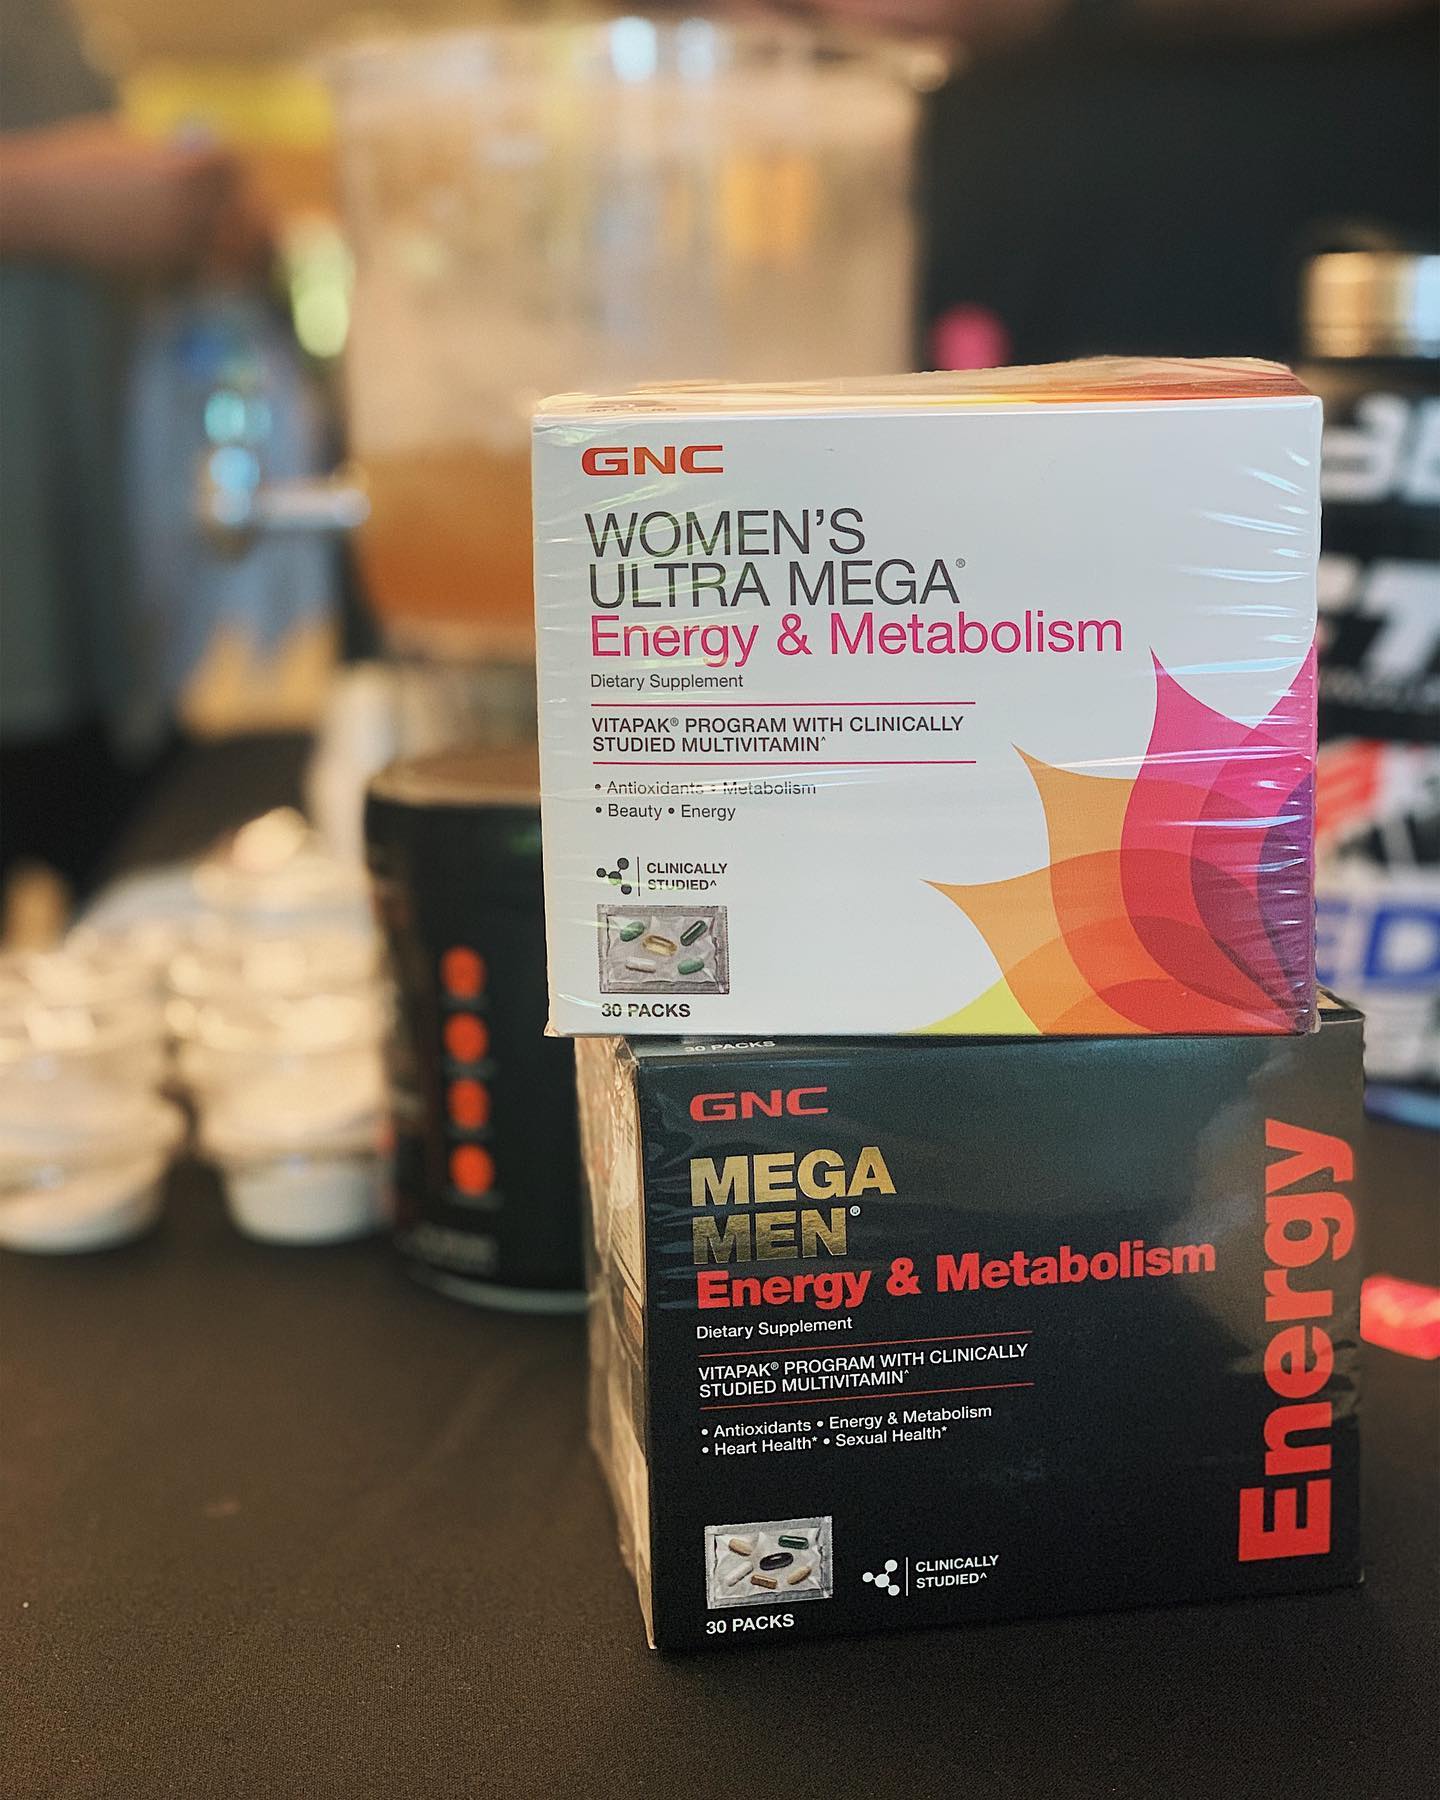 GNC
WOMEN'S
ULTRA MEGA®
Energy & Metabolism
Dietary Supplement
VITAPAK® PROGRAM WITH CLINICALLY
STUDIED MULTIVITAMIN^
• Antioxidants • Metabolism
• Beauty • Energy
CLINICALLY
STUDIED^
30 PACKS
30 PACKS
GNC
MEGA
MEN®
Energy & Metabolism
Dietary Supplement
VITAPAK® PROGRAM WITH CLINICALLY
STUDIED MULTIVITAMIN^
• Antioxidants • Energy & Metabolism
• Heart Health* • Sexual Health*
CLINICALLY
STUDIED^
30 PACKS
Energy